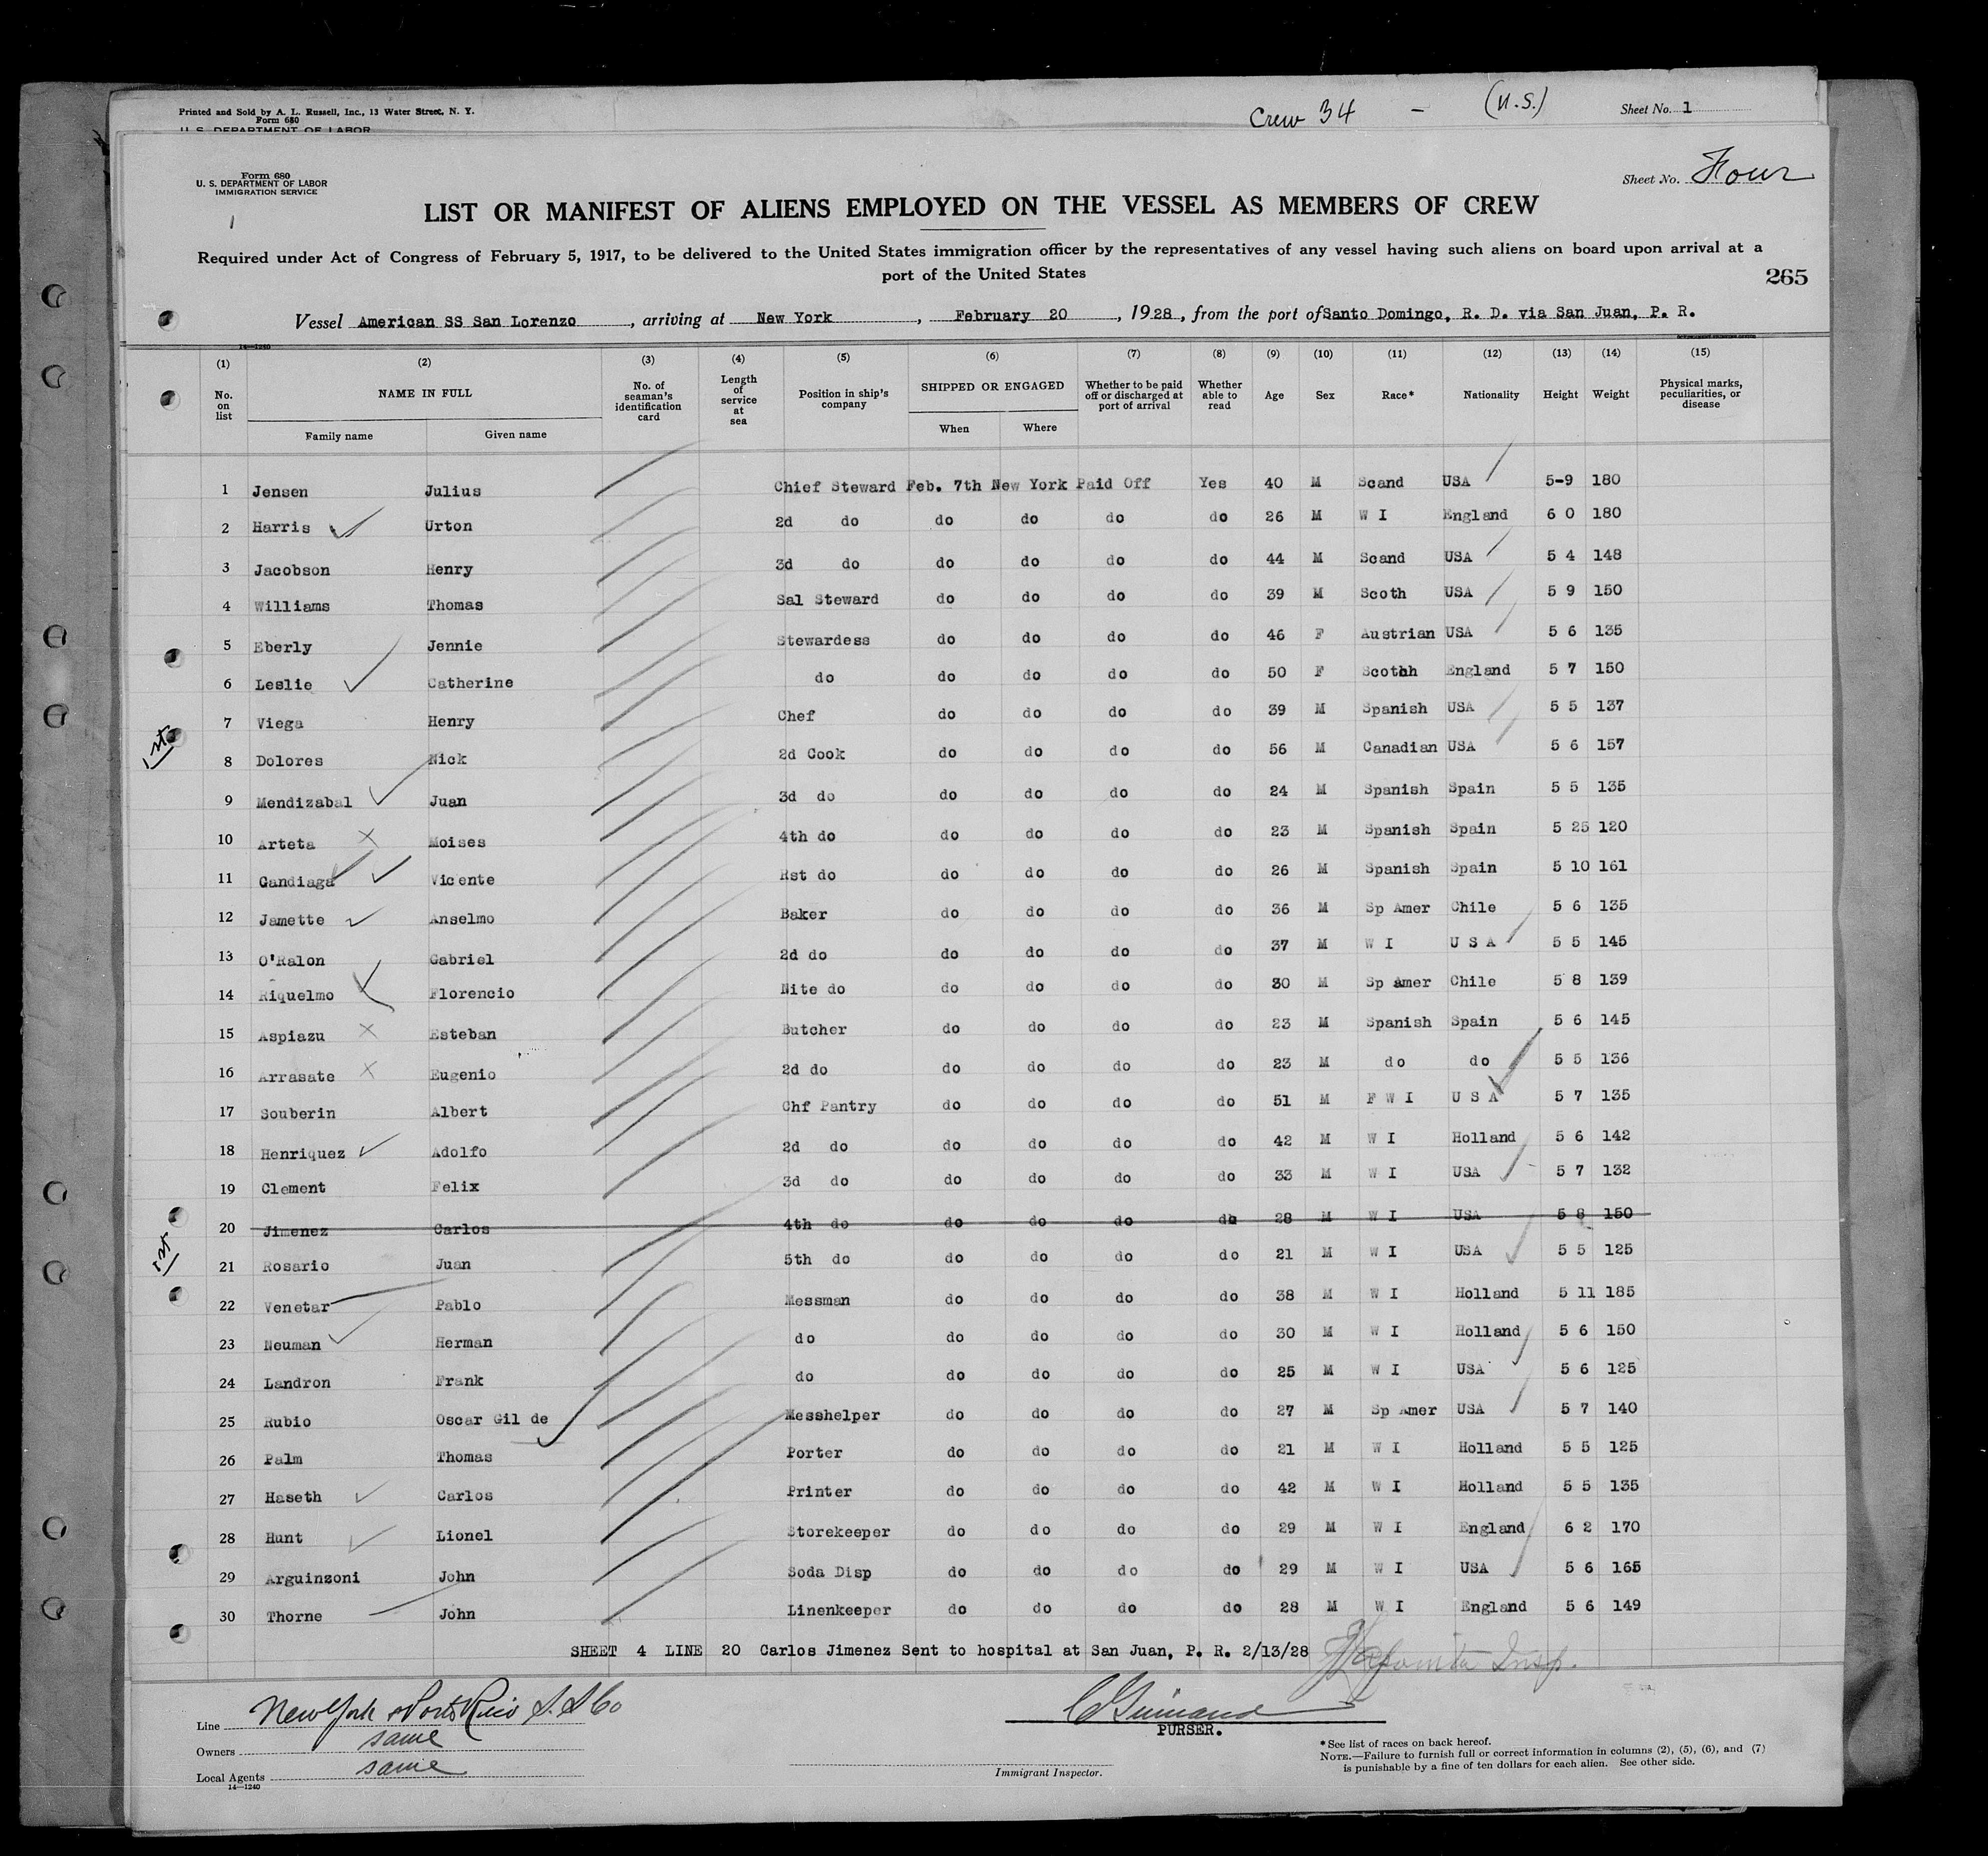 Printed and Sold by A. L. Russell, Inc., 13 Water Street, N. Y.
Form 680
U. S. DEPARTMENT OF LABOR
Crew 34 - (U.S.)
Sheet No. 1
Form 680
U. S. DEPARTMENT OF LABOR
IMMIGRATION SERVICE
1
Sheet No. Four
LIST OR MANIFEST OF ALIENS EMPLOYED ON THE VESSEL AS MEMBERS OF CREW
Required under Act of Congress of February 5, 1917, to be delivered to the United States immigration officer by the representatives of any vessel having such aliens on board upon arrival at a
port of the United States
265
Vessel American SS San Lorenzo, arriving at New York, February 20, 1928, from the port of Santo Domingo, R. D. via San Juan, P. R.
14—1240
(1) (2) (3) (4) (5) (6) (7) (8) (9) (10) (11) (12) (13) (14) (15)
No. on list NAME IN FULL Family name Given name No. of seaman's identification card Length of service at sea Position in ship's company SHIPPED OR ENGAGED When Where Whether to be paid off or discharged at port of arrival Whether able to read Age Sex Race* Nationality Height Weight Physical marks, peculiarities, or disease
1 Jensen Julius Chief Steward Feb. 7th New York Paid Off Yes 40 M Scand USA 5-9 180
2 Harris Urton 2d do do do do do 26 M W I England 6 0 180
3 Jacobson Henry 3d do do do do do 44 M Scand USA 5 4 148
4 Williams Thomas Sal Steward do do do do 39 M Scoth USA 5 9 150
5 Eberly Jennie Stewardess do do do do 46 F Austrian USA 5 6 135
6 Leslie Catherine do do do do do 50 F Scothh England 5 7 150
7 Viega Henry Chef do do do do 39 M Spanish USA 5 5 137
1st
8 Dolores Nick 2d Cook do do do do 56 M Canadian USA 5 6 157
9 Mendizabal Juan 3d do do do do do 24 M Spanish Spain 5 5 135
10 Arteta Moises 4th do do do do do 23 M Spanish Spain 5 25 120
11 Gandiaga Vicente Rst do do do do do 26 M Spanish Spain 5 10 161
12 Jamette Anselmo Baker do do do do 36 M Sp Amer Chile 5 6 135
13 O'Ralon Gabriel 2d do do do do do 37 M W I U S A 5 5 145
14 Riquelmo Florencio Nite do do do do do 30 M Sp Amer Chile 5 8 139
15 Aspiazu Esteban Butcher do do do do 23 M Spanish Spain 5 6 145
16 Arrasate Eugenio 2d do do do do do 23 M do do 5 5 136
17 Souberin Albert Chf Pantry do do do do 51 M F W I U S A 5 7 135
18 Henriquez Adolfo 2d do do do do do 42 M W I Holland 5 6 142
19 Clement Felix 3d do do do do do 33 M W I USA 5 7 132
20 Jimenez Carlos 4th do do do do do 28 M W I USA 5 8 150
1st
21 Rosario Juan 5th do do do do do 21 M W I USA 5 5 125
22 Venetar Pablo Messman do do do do 38 M W I Holland 5 11 185
23 Neuman Herman do do do do do 30 M W I Holland 5 6 150
24 Landron Frank do do do do do 25 M W I USA 5 6 125
25 Rubio Oscar Gil de Messhelper do do do do 27 M Sp Amer USA 5 7 140
26 Palm Thomas Porter do do do do 21 M W I Holland 5 5 125
27 Haseth Carlos Printer do do do do 42 M W I Holland 5 5 135
28 Hunt Lionel Storekeeper do do do do 29 M W I England 6 2 170
29 Arguinzoni John Soda Disp do do do do 29 M W I USA 5 6 165
30 Thorne John Linenkeeper do do do do 28 M W I England 5 6 149
SHEET 4 LINE 20 Carlos Jimenez Sent to hospital at San Juan, P. R. 2/13/28
Insp.
Line New York & Porto Rico S. S Co
PURSER.
Owners same
Local Agents same
14—1240
Immigrant Inspector.
*See list of races on back hereof.
NOTE.—Failure to furnish full or correct information in columns (2), (5), (6), and (7)
is punishable by a fine of ten dollars for each alien. See other side.